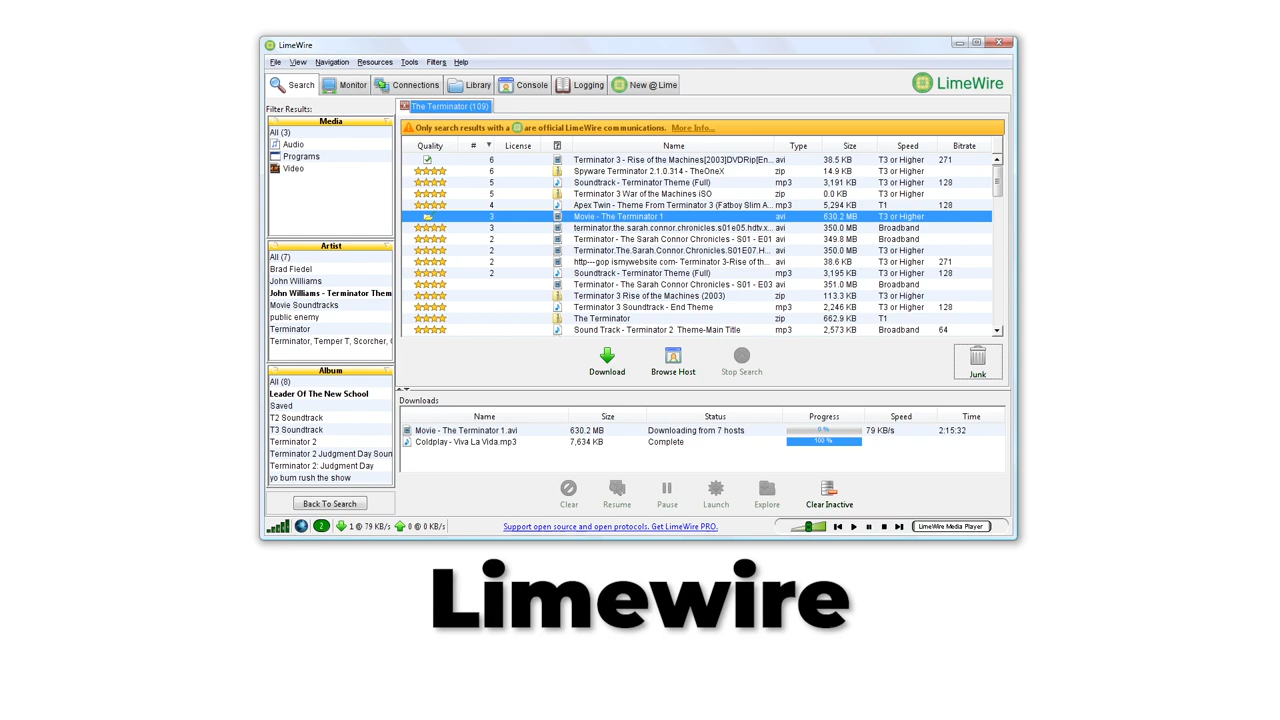 LimeWire
File View Navigation Resources Tools Filters Help
Search Monitor Connections Library Console Logging New @ Lime LimeWire
Filter Results:
The Terminator (109)
Media
All (3)
Audio
Programs
Video
Artist
All (7)
Brad Fiedel
John Williams
John Williams - Terminator Them
Movie Soundtracks
public enemy
Terminator
Terminator, Temper T, Scorcher,
Album
All (8)
Leader Of The New School
Saved
T2 Soundtrack
T3 Soundtrack
Terminator 2
Terminator 2 Judgment Day Soun
Terminator 2: Judgment Day
yo bum rush the show
Back To Search
Only search results with a are official LimeWire communications. More Info...
Quality # License Name Type Size Speed Bitrate
6 Terminator 3 - Rise of the Machines[2003]DVDRip[En... avi 38.5 KB T3 or Higher 271
6 Spyware Terminator 2.1.0.314 - TheOneX zip 14.9 KB T3 or Higher
5 Soundtrack - Terminator Theme (Full) mp3 3,191 KB T3 or Higher 128
5 Terminator 3 War of the Machines iSO zip 0.0 KB T3 or Higher
4 Apex Twin - Theme From Terminator 3 (Fatboy Slim A... mp3 5,294 KB T1 128
3 Movie - The Terminator 1 avi 630.2 MB T3 or Higher
3 terminator.the.sarah.connor.chronicles.s01e05.hdtv.x... avi 350.0 MB Broadband
2 Terminator - The Sarah Connor Chronicles - S01 - E01 avi 349.8 MB Broadband
2 Terminator.The.Sarah.Connor.Chronicles.S01E07.H... avi 350.0 MB T3 or Higher
2 http---gop ismywebsite com- Terminator 3-Rise of th... avi 38.6 KB T3 or Higher 271
2 Soundtrack - Terminator Theme (Full) mp3 3,195 KB T3 or Higher 128
Terminator - The Sarah Connor Chronicles - S01 - E03 avi 351.0 MB Broadband
Terminator 3 Rise of the Machines (2003) zip 113.3 KB T3 or Higher
Terminator 3 Soundtrack - End Theme mp3 2,246 KB T3 or Higher 128
The Terminator zip 662.9 KB T1
Sound Track - Terminator 2 Theme-Main Title mp3 2,573 KB Broadband 64
Download Browse Host Stop Search Junk
Downloads
Name Size Status Progress Speed Time
Movie - The Terminator 1.avi 630.2 MB Downloading from 7 hosts 0 % 79 KB/s 2:15:32
Coldplay - Viva La Vida.mp3 7,634 KB Complete 100 %
Clear Resume Pause Launch Explore Clear Inactive
2 1 @ 79 KB/s 0 @ 0 KB/s Support open source and open protocols. Get LimeWire PRO. LimeWire Media Player
Limewire